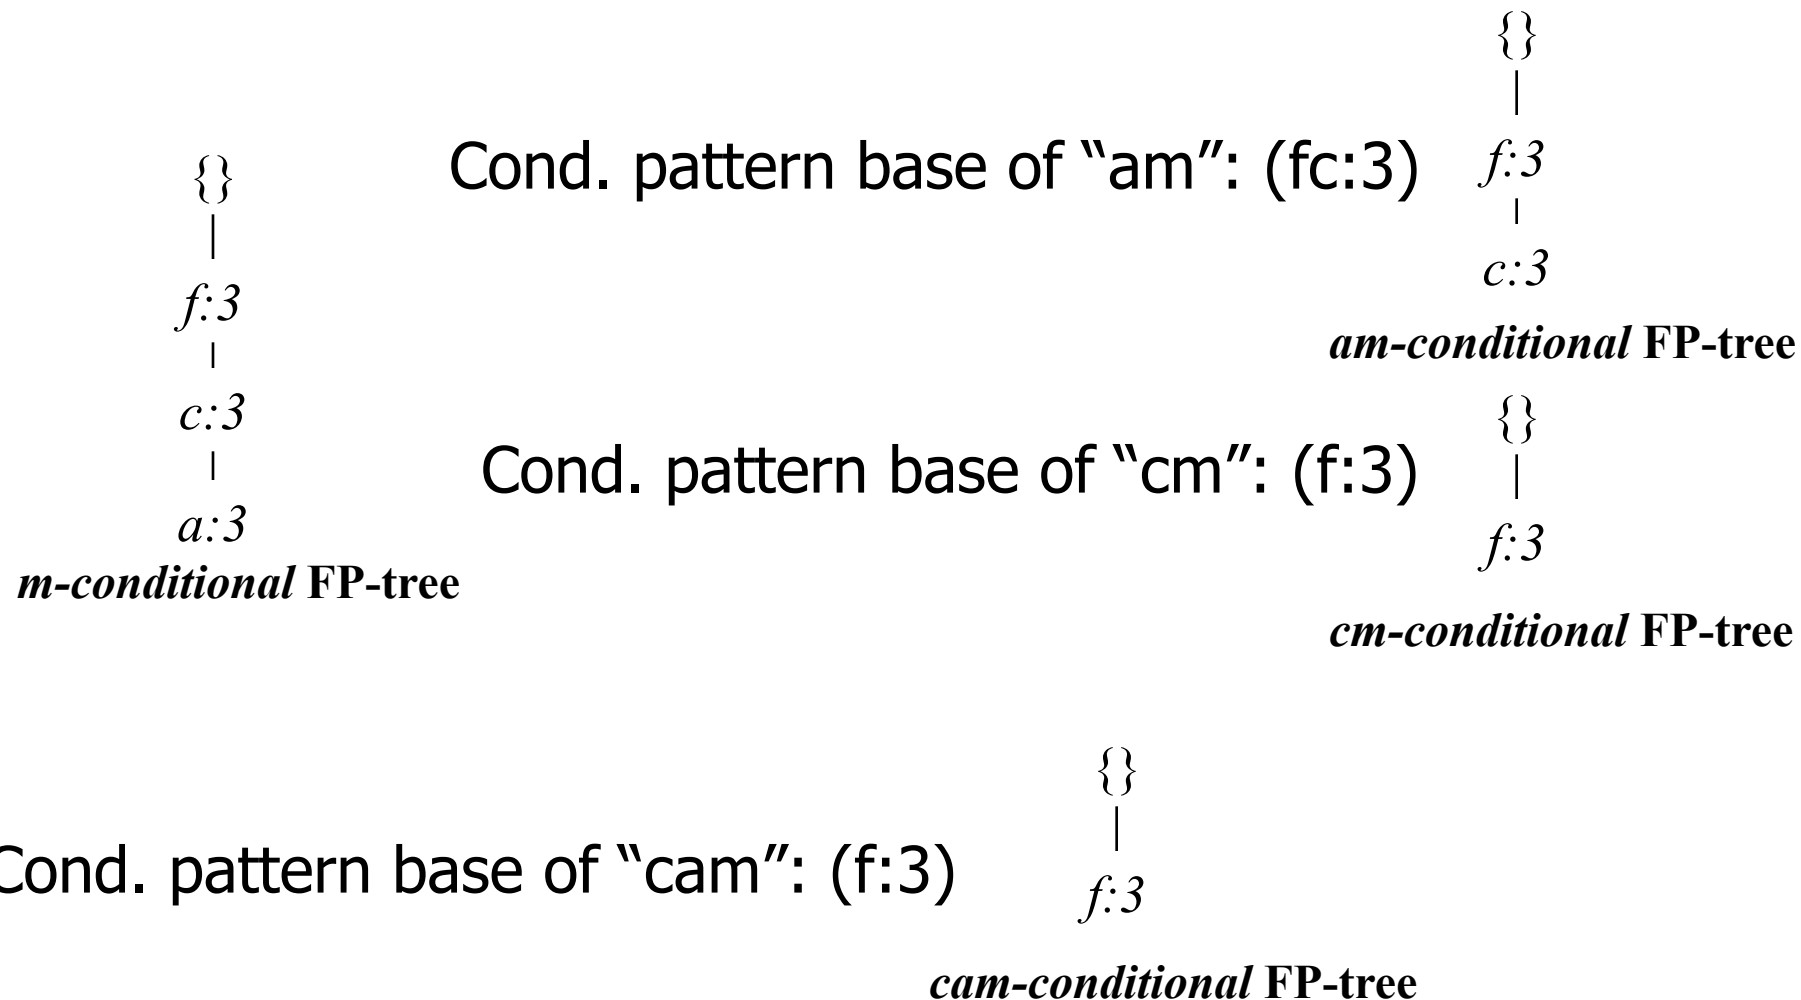 {}
f:3
c:3
a:3
m-conditional FP-tree
Cond. pattern base of “am”: (fc:3)
{}
f:3
c:3
am-conditional FP-tree
Cond. pattern base of “cm”: (f:3)
{}
f:3
cm-conditional FP-tree
Cond. pattern base of “cam”: (f:3)
{}
f:3
cam-conditional FP-tree